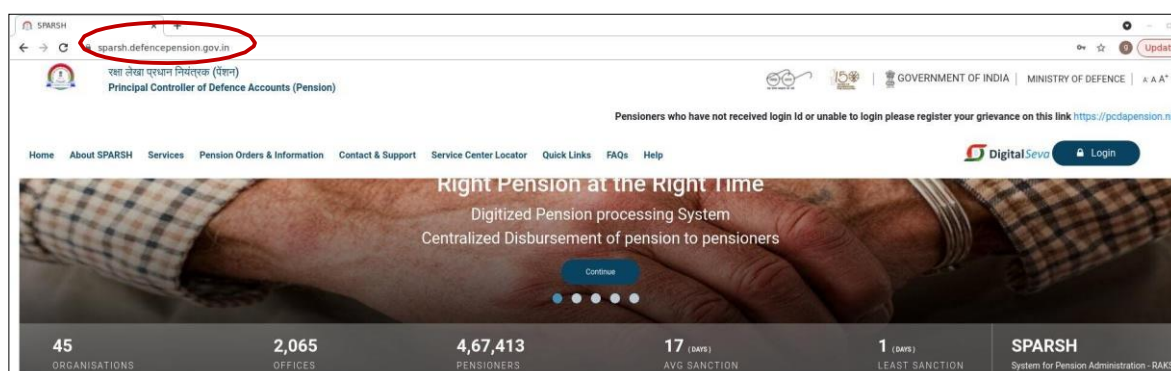 SPARSH
sparsh.defencepension.gov.in
g Updat
रक्षा लेखा प्रधान नियंत्रक (पेंशन)
Principal Controller of Defence Accounts (Pension)
GOVERNMENT OF INDIA | MINISTRY OF DEFENCE | A A A+
Pensioners who have not received login Id or unable to login please register your grievance on this link https://pcdapension.n
Home About SPARSH Services Pension Orders & Information Contact & Support Service Center Locator Quick Links FAQs Help Digital Seva Login
Right Pension at the Right Time
Digitized Pension processing System
Centralized Disbursement of pension to pensioners
Continue
45 2,065 4,67,413 17 (DAYS) 1 (DAYS) SPARSH
ORGANISATIONS OFFICES PENSIONERS AVG SANCTION LEAST SANCTION System for Pension Administration - RAKS